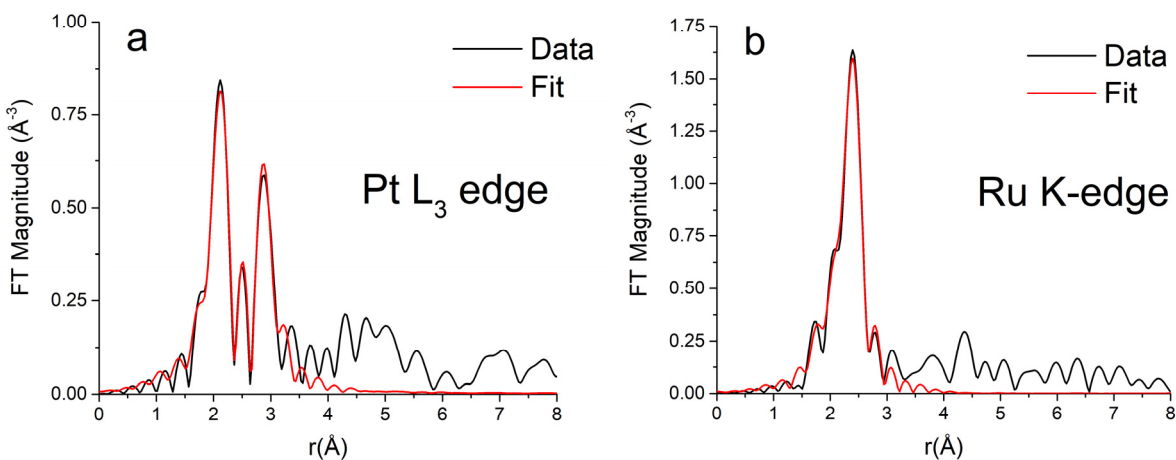 a
Data
Fit
Pt L3 edge
FT Magnitude (Å-3)
1.00
0.75
0.50
0.25
0.00
0 1 2 3 4 5 6 7 8
r(Å)
b
Data
Fit
Ru K-edge
FT Magnitude (Å-3)
1.75
1.50
1.25
1.00
0.75
0.50
0.25
0.00
0 1 2 3 4 5 6 7 8
r(Å)